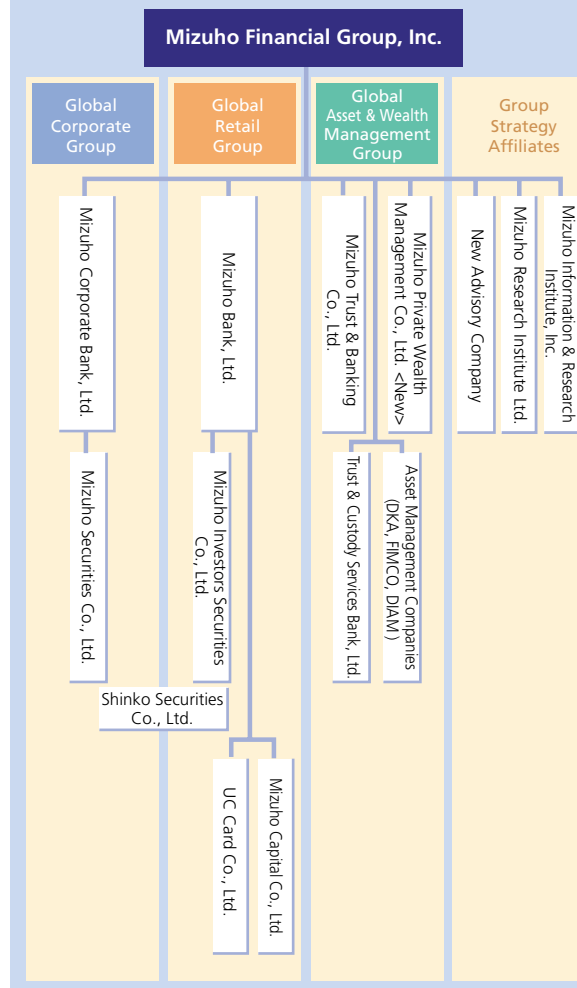 Mizuho Financial Group, Inc.
Global
Corporate
Group
Global
Retail
Group
Global
Asset & Wealth
Management
Group
Group
Strategy
Affiliates
Mizuho Corporate Bank, Ltd.
Mizuho Bank, Ltd.
Mizuho Trust & Banking
Co., Ltd.
Mizuho Private Wealth
Management Co., Ltd. <New>
New Advisory Company
Mizuho Research Institute Ltd.
Mizuho Information & Research
Institute, Inc.
Mizuho Securities Co., Ltd.
Mizuho Investors Securities
Co., Ltd.
Trust & Custody Services Bank, Ltd.
Asset Management Companies
(DKA, FIMCO, DIAM)
Shinko Securities
Co., Ltd.
UC Card Co., Ltd.
Mizuho Capital Co., Ltd.